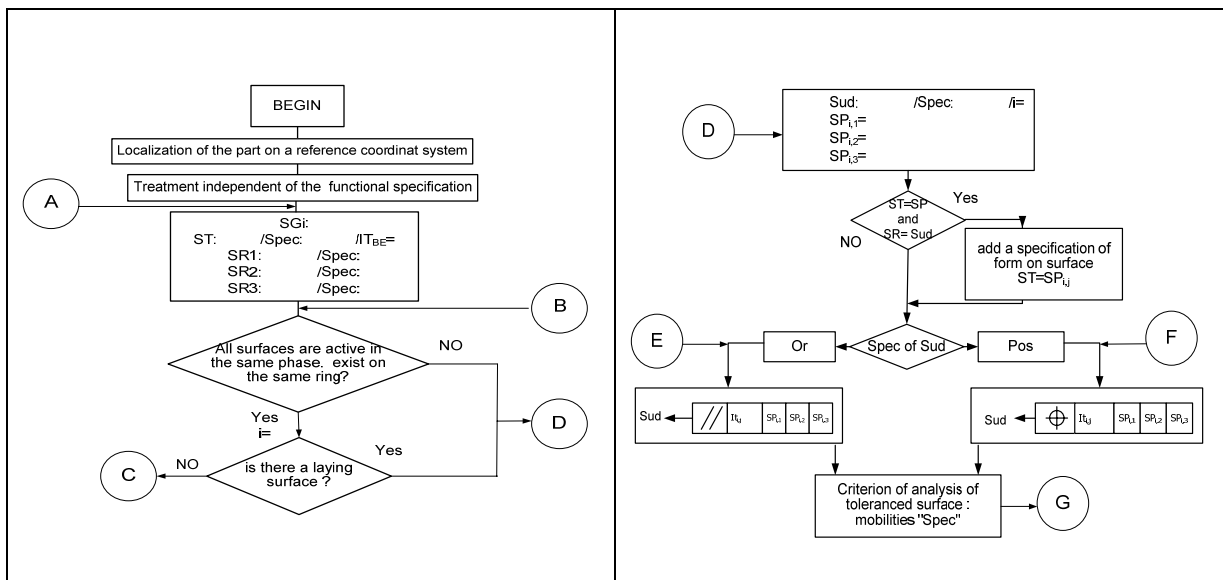 BEGIN
Localization of the part on a reference coordinat system
Treatment independent of the functional specification
A
SGi:
ST: /Spec: /IT_BE=
SR1: /Spec:
SR2: /Spec:
SR3: /Spec:
B
All surfaces are active in
the same phase. exist on
the same ring?
NO
Yes
i=
D
is there a laying
surface ?
Yes
NO
C
D
Sud: /Spec: /i=
SP_i,1=
SP_i,2=
SP_i,3=
ST=SP
and
SR= Sud
Yes
NO
add a specification of
form on surface
ST=SP_i,j
E
Or
Spec of Sud
Pos
F
Sud // It_i,j SP_i,1 SP_i,2 SP_i,3
Sud ⌖ It_i,j SP_i,1 SP_i,2 SP_i,3
Criterion of analysis of
toleranced surface :
mobilities "Spec"
G